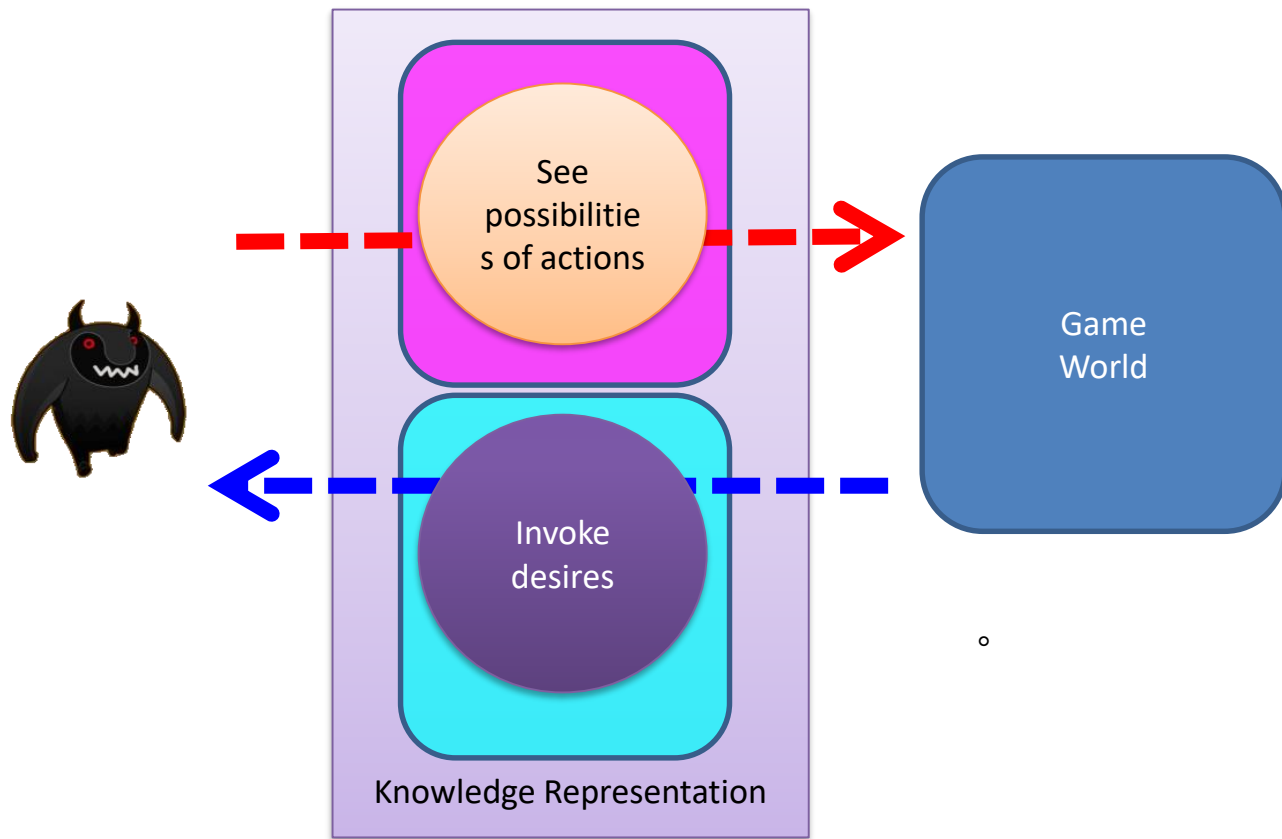 See
possibilitie
s of actions
Game
World
Invoke
desires
。
Knowledge Representation